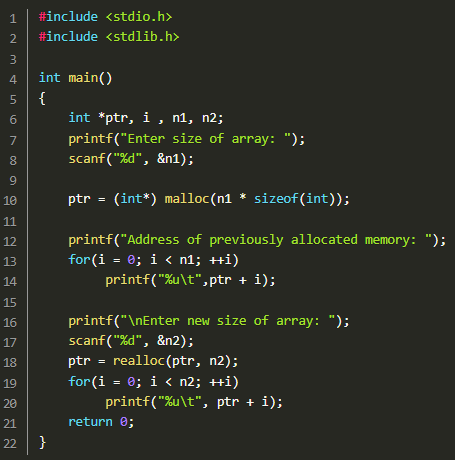 1 #include <stdio.h>
2 #include <stdlib.h>
3
4 int main()
5 {
6     int *ptr, i , n1, n2;
7     printf("Enter size of array: ");
8     scanf("%d", &n1);
9
10     ptr = (int*) malloc(n1 * sizeof(int));
11
12     printf("Address of previously allocated memory: ");
13     for(i = 0; i < n1; ++i)
14          printf("%u\t",ptr + i);
15
16     printf("\nEnter new size of array: ");
17     scanf("%d", &n2);
18     ptr = realloc(ptr, n2);
19     for(i = 0; i < n2; ++i)
20          printf("%u\t", ptr + i);
21     return 0;
22 }